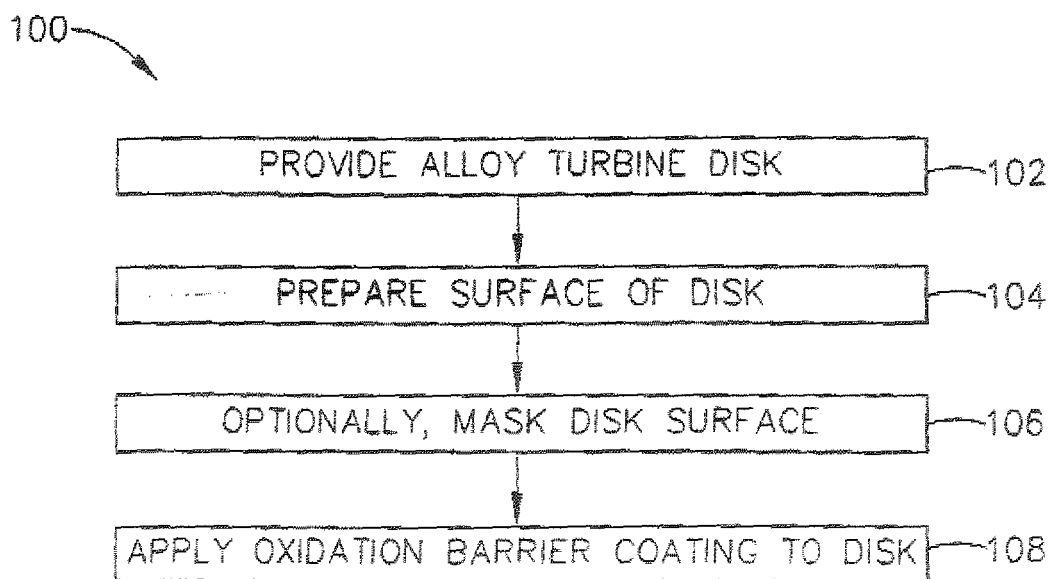 100
PROVIDE ALLOY TURBINE DISK
102
PREPARE SURFACE OF DISK
104
OPTIONALLY, MASK DISK SURFACE
106
APPLY OXIDATION BARRIER COATING TO DISK
108